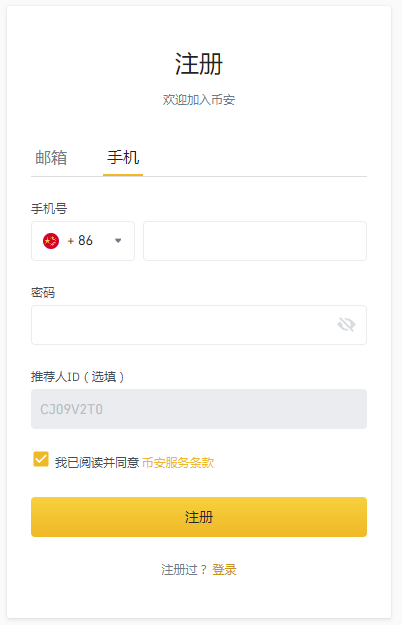 注册
欢迎加入币安
邮箱 手机
手机号
+ 86
密码
推荐人ID（选填）
CJ09V2T0
我已阅读并同意 币安服务条款
注册
注册过？ 登录